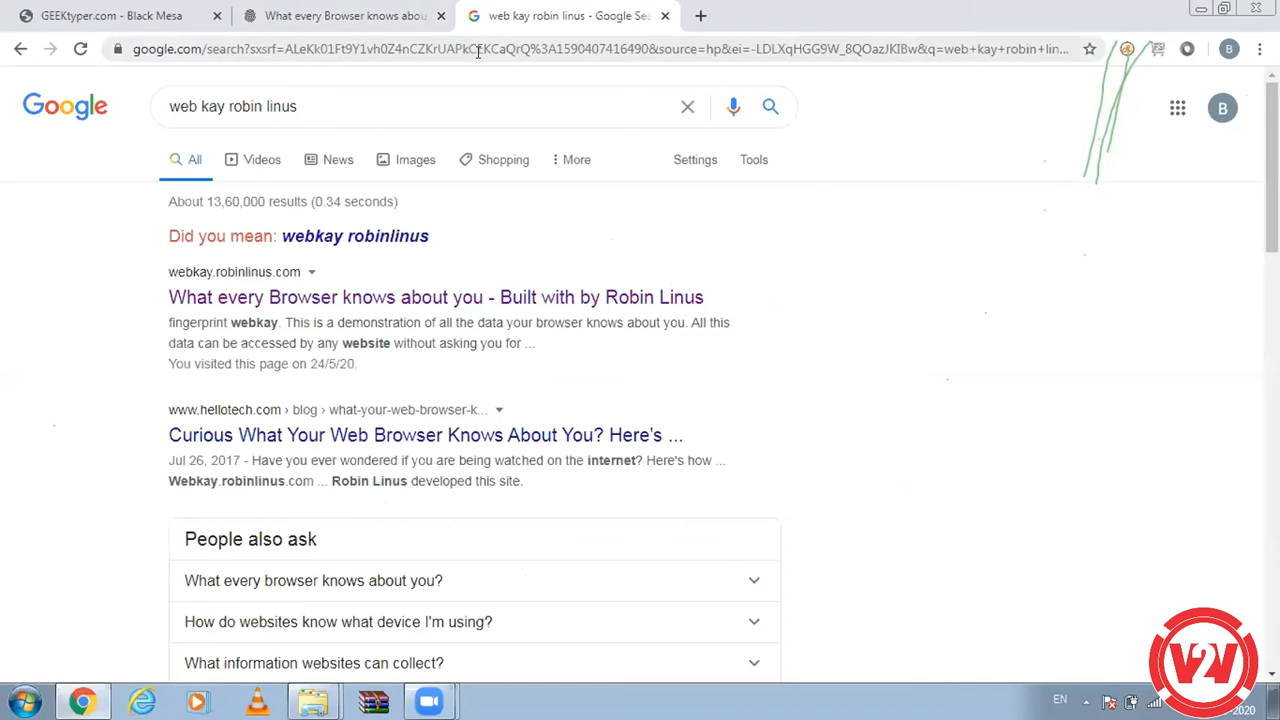 GEEKtyper.com - Black Mesa
What every Browser knows abou
web kay robin linus - Google Sea
google.com/search?sxsrf=
&source=hp&ei=-LDLXqHGG9W_8QOazJKIBw&q=web+kay+robin+lin...
B
Google
web kay robin linus
B
All Videos News Images Shopping More Settings Tools
About 13,60,000 results (0.34 seconds)
Did you mean: webkay robinlinus
webkay.robinlinus.com
What every Browser knows about you - Built with by Robin Linus
fingerprint webkay. This is a demonstration of all the data your browser knows about you. All this
data can be accessed by any website without asking you for ...
You visited this page on 24/5/20.
www.hellotech.com › blog › what-your-web-browser-k...
Curious What Your Web Browser Knows About You? Here's ...
Jul 26, 2017 - Have you ever wondered if you are being watched on the internet? Here's how ...
Webkay.robinlinus.com ... Robin Linus developed this site.
People also ask
What every browser knows about you?
How do websites know what device I'm using?
What information websites can collect?
V2V
EN
2020